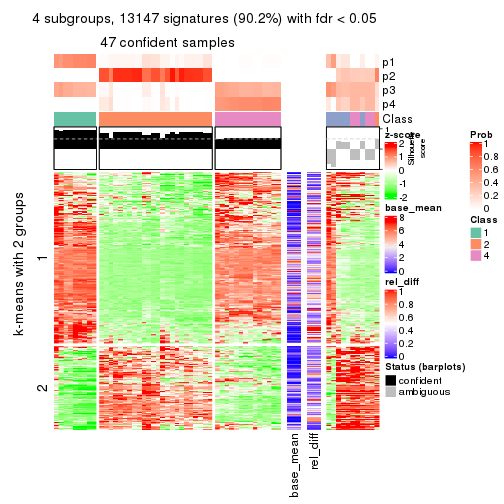 4 subgroups, 13147 signatures (90.2%) with fdr < 0.05
47 confident samples
p1
p2
p3
p4
Class
1
Silhouette
score
k-means with 2 groups
1
2
base_mean
rel_diff
z-score
2
1
0
-1
-2
base_mean
8
6
4
2
0
rel_diff
1
0.8
0.6
0.4
0.2
0
Status (barplots)
confident
ambiguous
Prob
1
0.8
0.6
0.4
0.2
0
Class
1
2
4